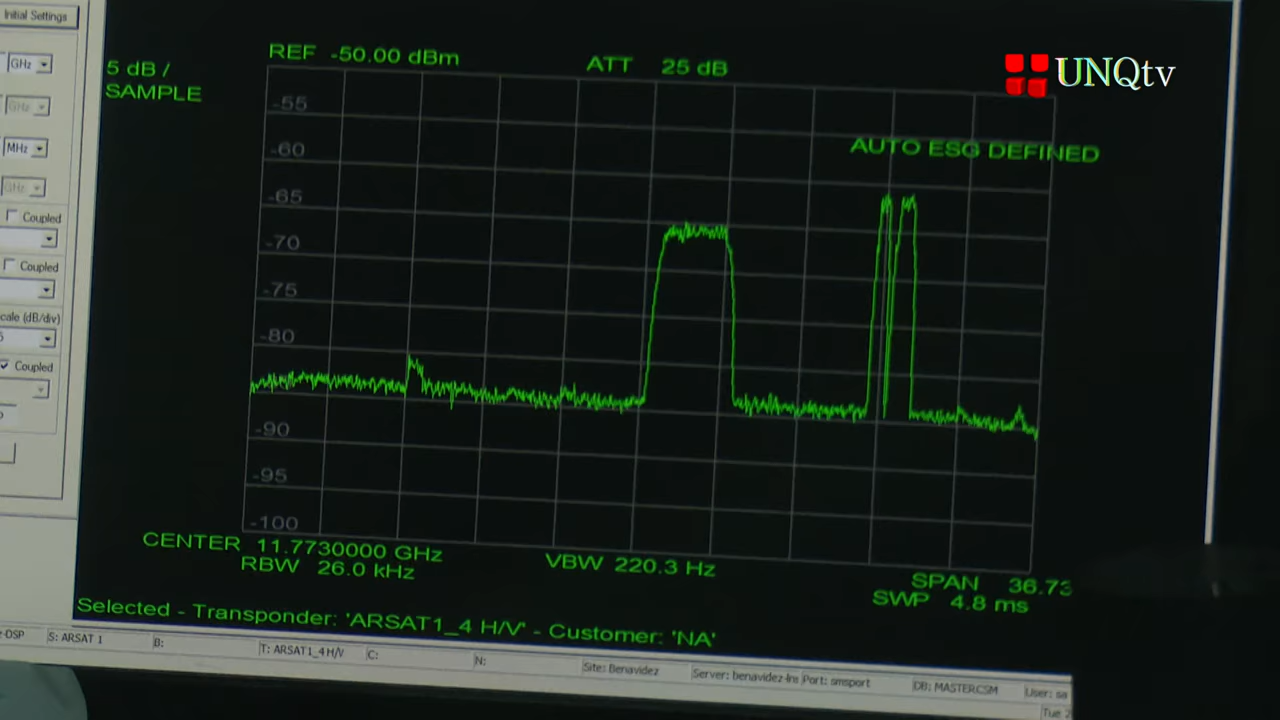 Initial Settings
GHz
GHz
MHz
GHz
Coupled
Coupled
cale (dB/div)
Coupled
REF -50.00 dBm
ATT 25 dB
5 dB /
SAMPLE
UNQtv
AUTO ESG DEFINED
-55
-60
-65
-70
-75
-80
-90
-95
-100
CENTER 11.7730000 GHz
RBW 26.0 kHz
VBW 220.3 Hz
SPAN 36.73
SWP 4.8 ms
Selected - Transponder: 'ARSAT1_4 H/V' - Customer: 'NA'
OSP S: ARSAT 1 B: T: ARSAT1_4 H/V C: N: Site: Benavidez Server: benavidez-lns Port: smsport DB: MASTERCSM User: sa
Tue 2